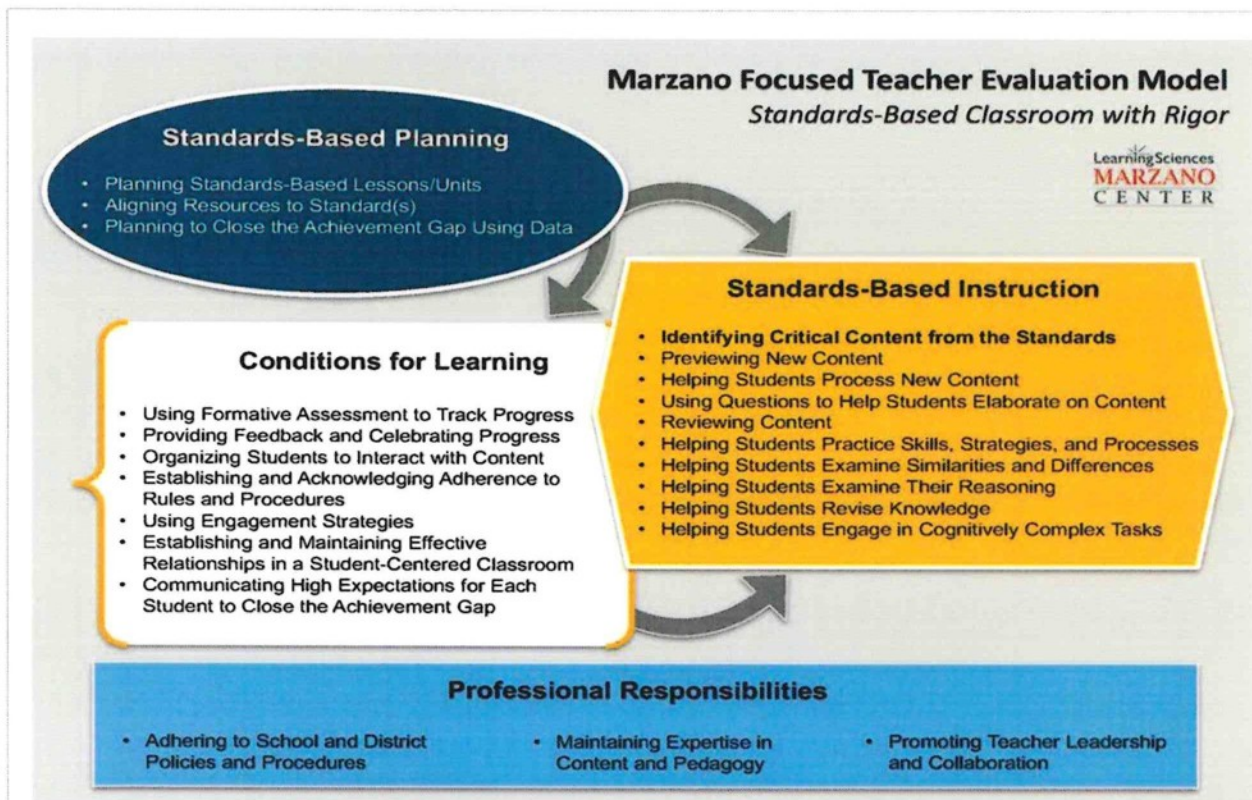 Marzano Focused Teacher Evaluation Model
Standards-Based Classroom with Rigor
LearningSciences
MARZANO
CENTER
Standards-Based Planning
• Planning Standards-Based Lessons/Units
• Aligning Resources to Standard(s)
• Planning to Close the Achievement Gap Using Data
Standards-Based Instruction
• Identifying Critical Content from the Standards
• Previewing New Content
• Helping Students Process New Content
• Using Questions to Help Students Elaborate on Content
• Reviewing Content
• Helping Students Practice Skills, Strategies, and Processes
• Helping Students Examine Similarities and Differences
• Helping Students Examine Their Reasoning
• Helping Students Revise Knowledge
• Helping Students Engage in Cognitively Complex Tasks
Conditions for Learning
• Using Formative Assessment to Track Progress
• Providing Feedback and Celebrating Progress
• Organizing Students to Interact with Content
• Establishing and Acknowledging Adherence to
Rules and Procedures
• Using Engagement Strategies
• Establishing and Maintaining Effective
Relationships in a Student-Centered Classroom
• Communicating High Expectations for Each
Student to Close the Achievement Gap
Professional Responsibilities
• Adhering to School and District
Policies and Procedures
• Maintaining Expertise in
Content and Pedagogy
• Promoting Teacher Leadership
and Collaboration